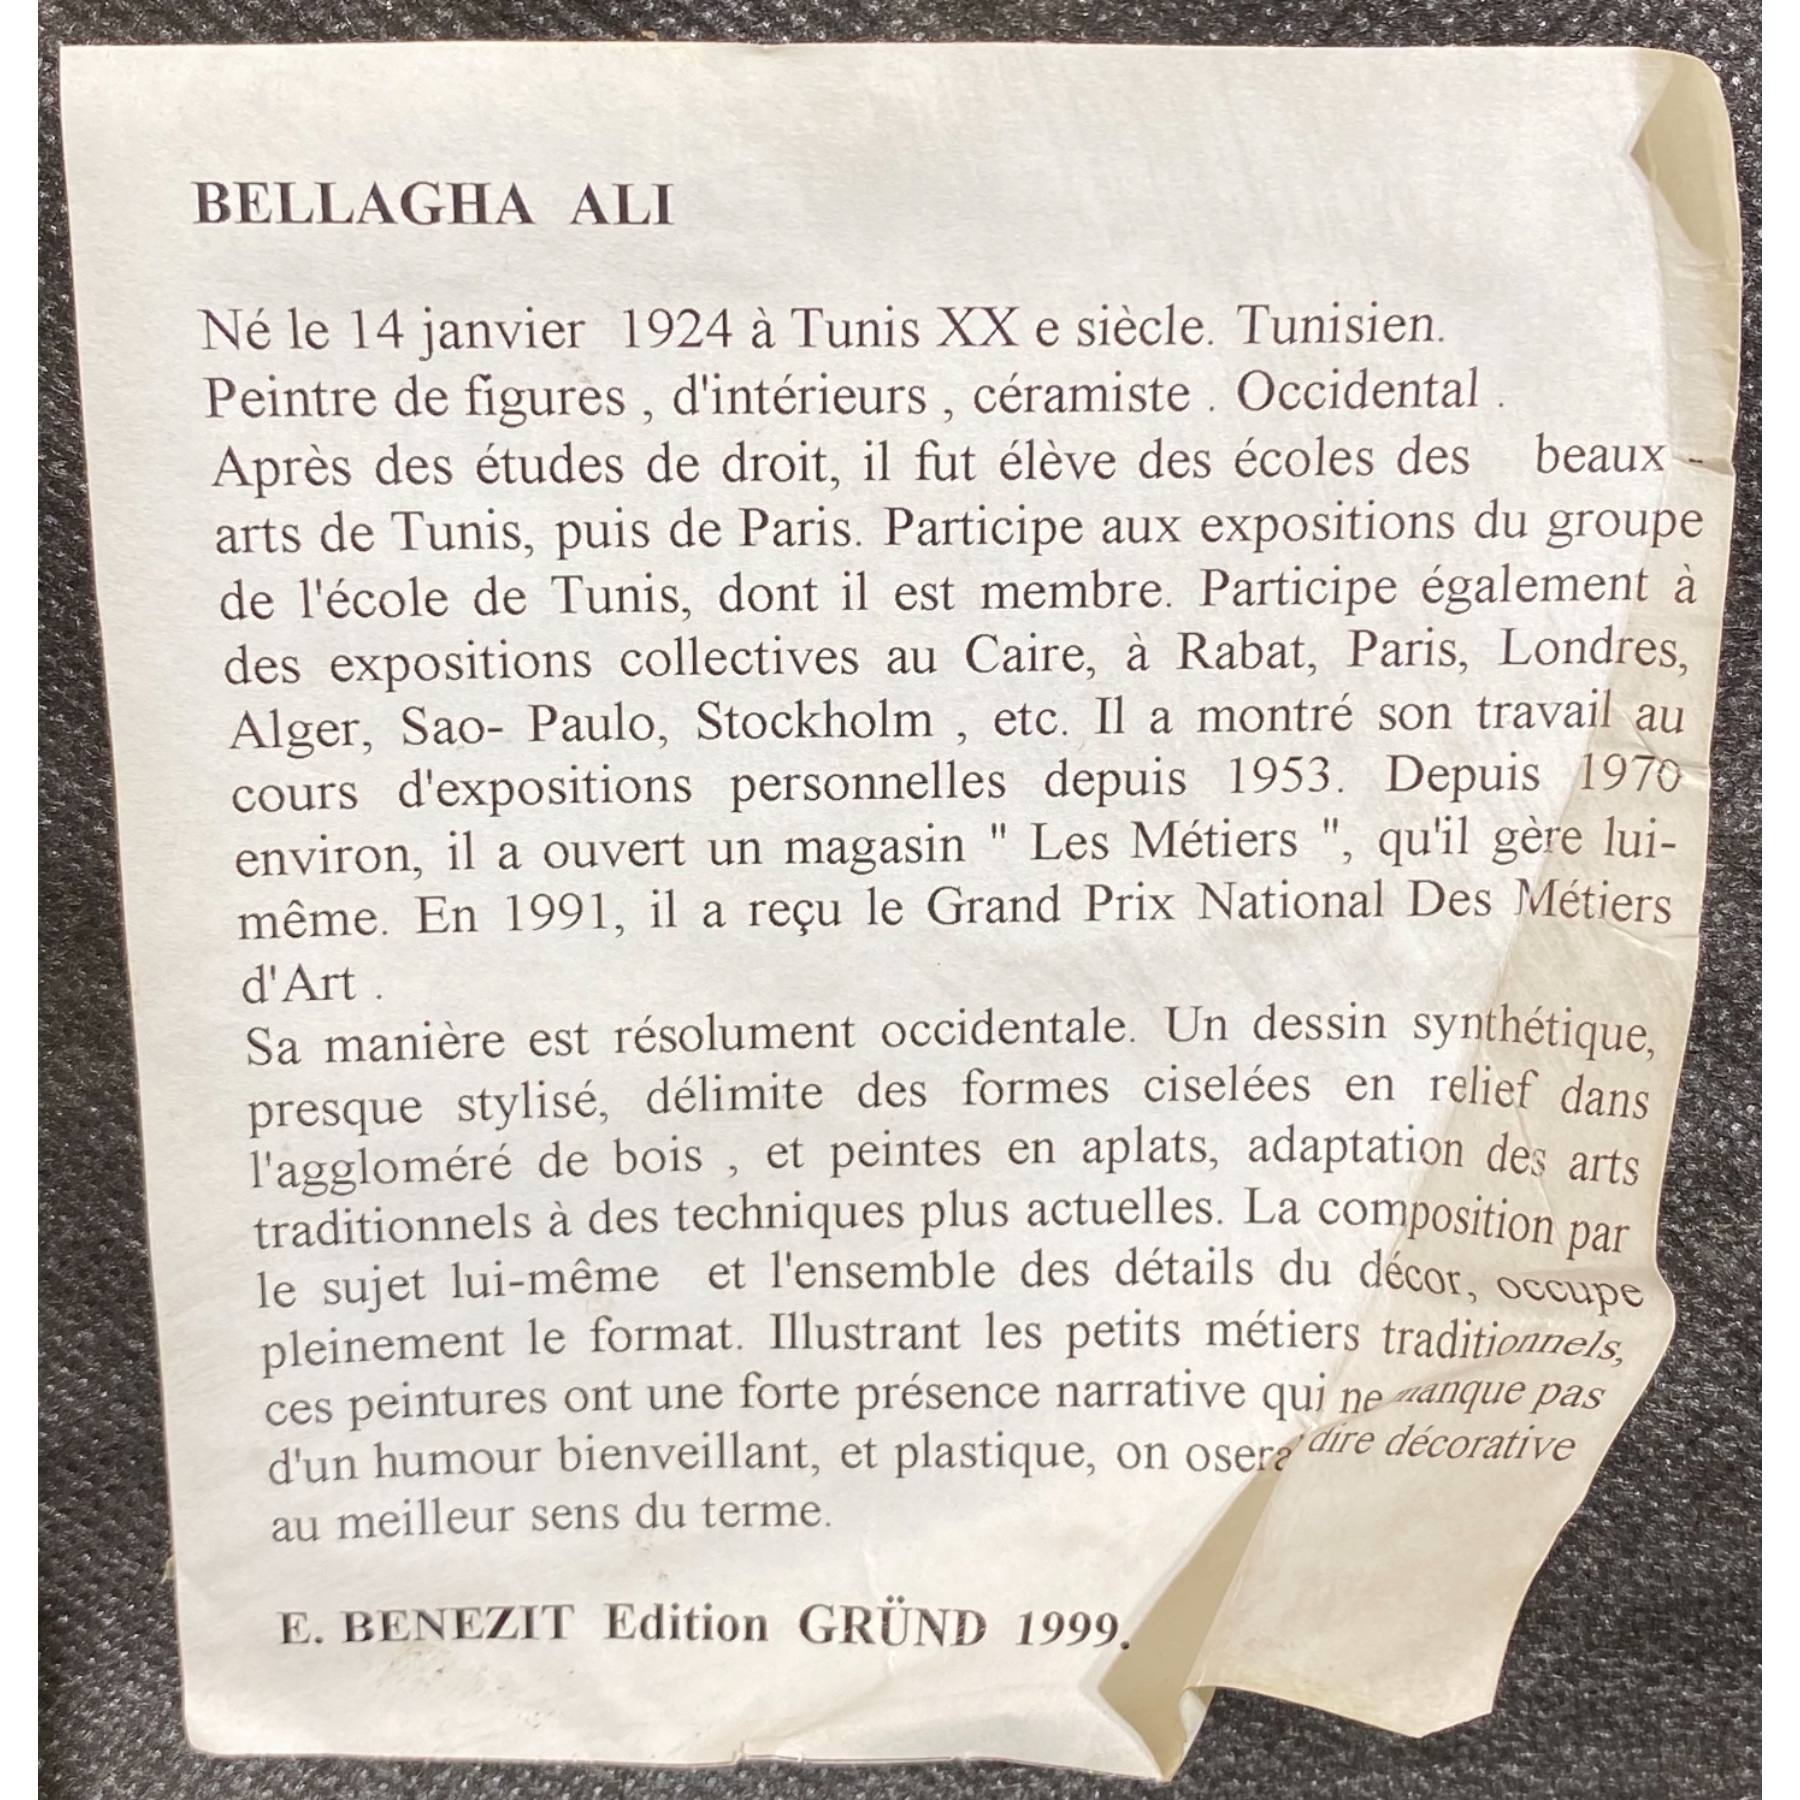 BELLAGHA ALI
Né le 14 janvier 1924 à Tunis XX e siècle. Tunisien.
Peintre de figures , d'intérieurs , céramiste . Occidental .
Après des études de droit, il fut élève des écoles des beaux -
arts de Tunis, puis de Paris. Participe aux expositions du groupe
de l'école de Tunis, dont il est membre. Participe également à
des expositions collectives au Caire, à Rabat, Paris, Londres,
Alger, Sao- Paulo, Stockholm , etc. Il a montré son travail au
cours d'expositions personnelles depuis 1953. Depuis 1970
environ, il a ouvert un magasin " Les Métiers ", qu'il gère lui-
même. En 1991, il a reçu le Grand Prix National Des Métiers
d'Art .
Sa manière est résolument occidentale. Un dessin synthétique,
presque stylisé, délimite des formes ciselées en relief dans
l'aggloméré de bois , et peintes en aplats, adaptation des arts
traditionnels à des techniques plus actuelles. La composition par
le sujet lui-même et l'ensemble des détails du décor, occupe
pleinement le format. Illustrant les petits métiers traditionnels,
ces peintures ont une forte présence narrative qui ne manque pas
d'un humour bienveillant, et plastique, on osera dire décorative
au meilleur sens du terme.
E. BENEZIT Edition GRÜND 1999.